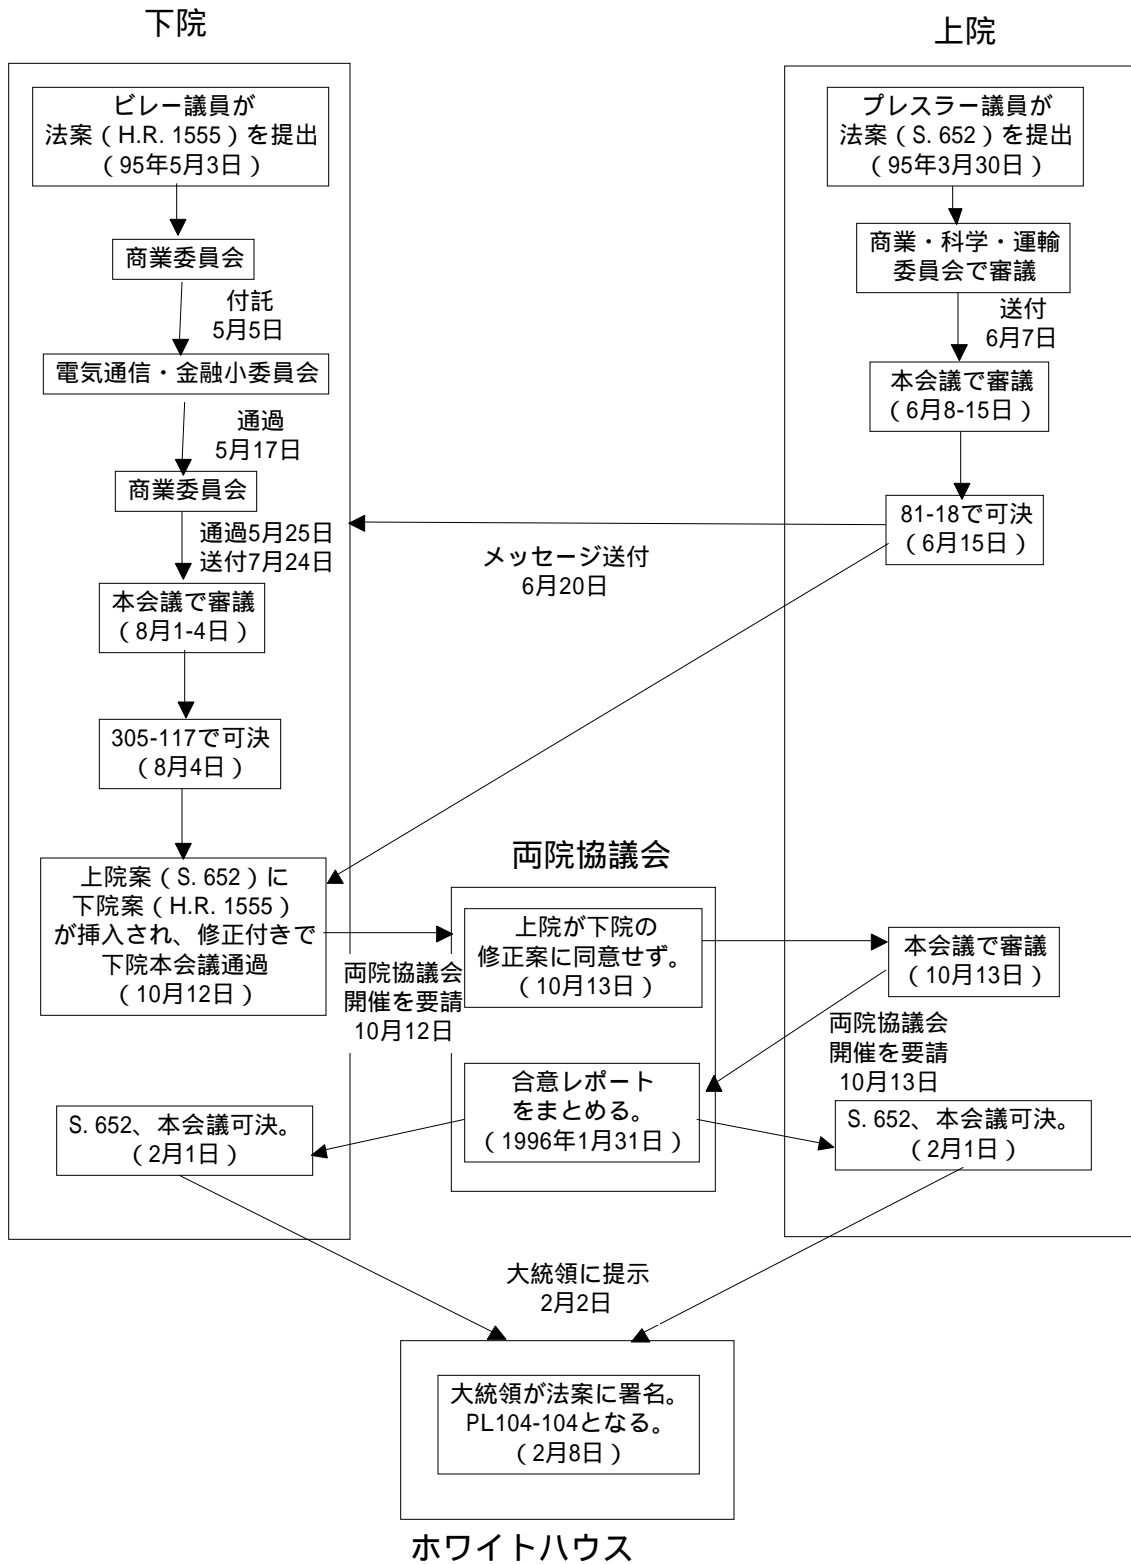 下院
ビレー議員が
法案（H.R. 1555）を提出
（95年5月3日）
商業委員会
付託
5月5日
電気通信・金融小委員会
通過
5月17日
商業委員会
通過5月25日
送付7月24日
本会議で審議
（8月1-4日）
305-117で可決
（8月4日）
上院案（S. 652）に
下院案（H.R. 1555）
が挿入され、修正付きで
下院本会議通過
（10月12日）
S. 652、本会議可決。
（2月1日）
上院
プレスラー議員が
法案（S. 652）を提出
（95年3月30日）
商業・科学・運輸
委員会で審議
送付
6月7日
本会議で審議
（6月8-15日）
81-18で可決
（6月15日）
メッセージ送付
6月20日
両院協議会
上院が下院の
修正案に同意せず。
（10月13日）
両院協議会
開催を要請
10月12日
本会議で審議
（10月13日）
両院協議会
開催を要請
10月13日
合意レポート
をまとめる。
（1996年1月31日）
S. 652、本会議可決。
（2月1日）
大統領に提示
2月2日
大統領が法案に署名。
PL104-104となる。
（2月8日）
ホワイトハウス